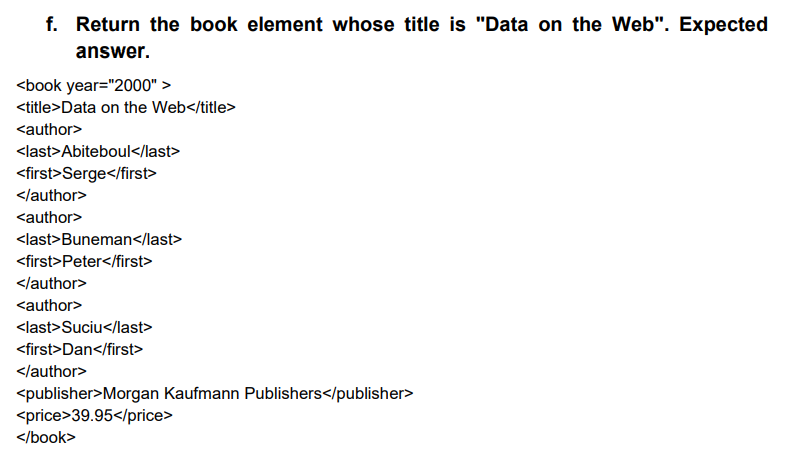 f. Return the book element whose title is "Data on the Web". Expected
answer.
<book year="2000" >
<title>Data on the Web</title>
<author>
<last>Abiteboul</last>
<first>Serge</first>
</author>
<author>
<last>Buneman</last>
<first>Peter</first>
</author>
<author>
<last>Suciu</last>
<first>Dan</first>
</author>
<publisher>Morgan Kaufmann Publishers</publisher>
<price>39.95</price>
</book>